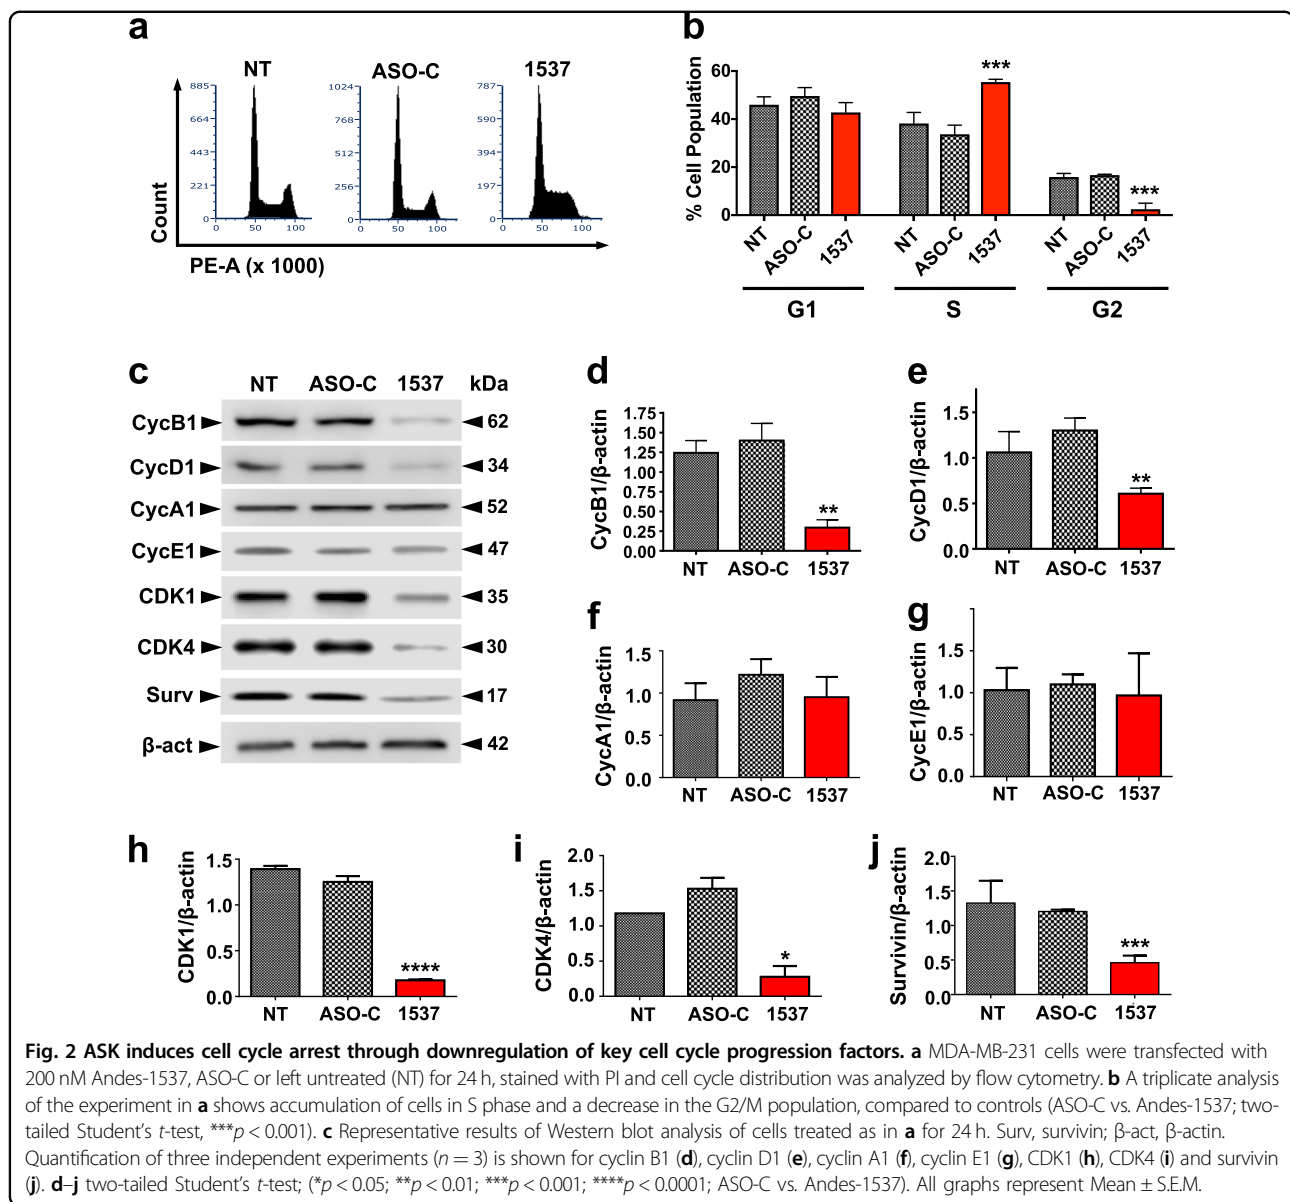 a
NT ASO-C 1537
885 1024 787
664 768 590
443 512 394
221 256 197
0 0 0
0 50 100 0 50 100 0 50 100
Count
PE-A (x 1000)
b
% Cell Population
60
40
20
0
***
***
NT ASO-C 1537 NT ASO-C 1537 NT ASO-C 1537
G1 S G2
c
NT ASO-C 1537 kDa
CycB1 62
CycD1 34
CycA1 52
CycE1 47
CDK1 35
CDK4 30
Surv 17
β-act 42
d
CycB1/β-actin
1.75
1.50
1.25
1.00
0.75
0.50
0.25
0.00
**
NT ASO-C 1537
e
CycD1/β-actin
1.5
1.0
0.5
0.0
**
NT ASO-C 1537
f
CycA1/β-actin
1.5
1.0
0.5
0.0
NT ASO-C 1537
g
CycE1/β-actin
1.5
1.0
0.5
0.0
NT ASO-C 1537
h
CDK1/β-actin
1.5
1.0
0.5
0.0
****
NT ASO-C 1537
i
CDK4/β-actin
2.0
1.5
1.0
0.5
0.0
*
NT ASO-C 1537
j
Survivin/β-actin
2.0
1.5
1.0
0.5
0.0
***
NT ASO-C 1537
Fig. 2 ASK induces cell cycle arrest through downregulation of key cell cycle progression factors. a MDA-MB-231 cells were transfected with
200 nM Andes-1537, ASO-C or left untreated (NT) for 24 h, stained with PI and cell cycle distribution was analyzed by flow cytometry. b A triplicate analysis
of the experiment in a shows accumulation of cells in S phase and a decrease in the G2/M population, compared to controls (ASO-C vs. Andes-1537; two-
tailed Student's t-test, ***p < 0.001). c Representative results of Western blot analysis of cells treated as in a for 24 h. Surv, survivin; β-act, β-actin.
Quantification of three independent experiments (n = 3) is shown for cyclin B1 (d), cyclin D1 (e), cyclin A1 (f), cyclin E1 (g), CDK1 (h), CDK4 (i) and survivin
(j). d–j two-tailed Student's t-test; (*p < 0.05; **p < 0.01; ***p < 0.001; ****p < 0.0001; ASO-C vs. Andes-1537). All graphs represent Mean ± S.E.M.